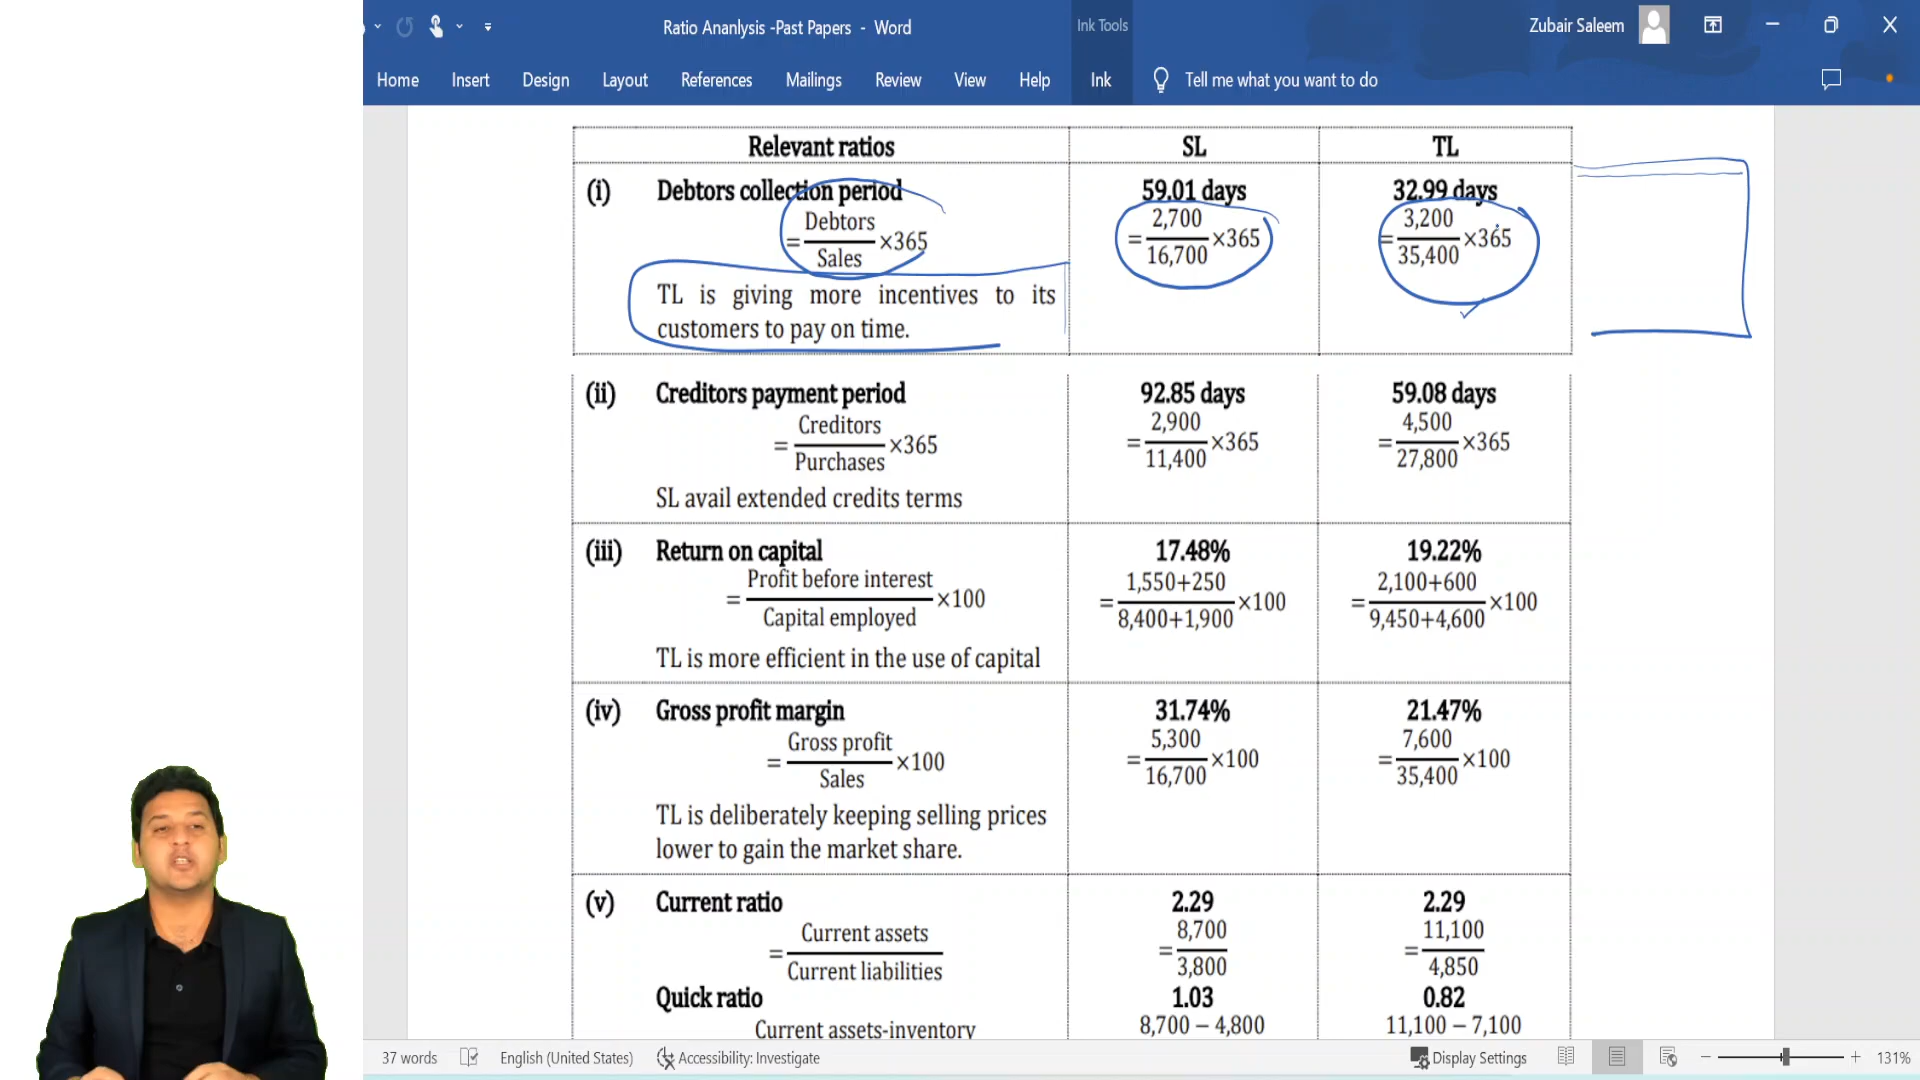 Ratio Ananlysis -Past Papers - Word
Ink Tools
Zubair Saleem
Home Insert Design Layout References Mailings Review View Help Ink Tell me what you want to do
Relevant ratios SL TL
(i) Debtors collection period 59.01 days 32.99 days
= Debtors / Sales ×365 = 2,700 / 16,700 ×365 = 3,200 / 35,400 ×365
TL is giving more incentives to its
customers to pay on time.
(ii) Creditors payment period 92.85 days 59.08 days
= Creditors / Purchases ×365 = 2,900 / 11,400 ×365 = 4,500 / 27,800 ×365
SL avail extended credits terms
(iii) Return on capital 17.48% 19.22%
= Profit before interest / Capital employed ×100 = 1,550+250 / 8,400+1,900 ×100 = 2,100+600 / 9,450+4,600 ×100
TL is more efficient in the use of capital
(iv) Gross profit margin 31.74% 21.47%
= Gross profit / Sales ×100 = 5,300 / 16,700 ×100 = 7,600 / 35,400 ×100
TL is deliberately keeping selling prices
lower to gain the market share.
(v) Current ratio 2.29 2.29
= Current assets / Current liabilities = 8,700 / 3,800 = 11,100 / 4,850
Quick ratio 1.03 0.82
Current assets-inventory 8,700 – 4,800 11,100 – 7,100
37 words English (United States) Accessibility: Investigate Display Settings 131%